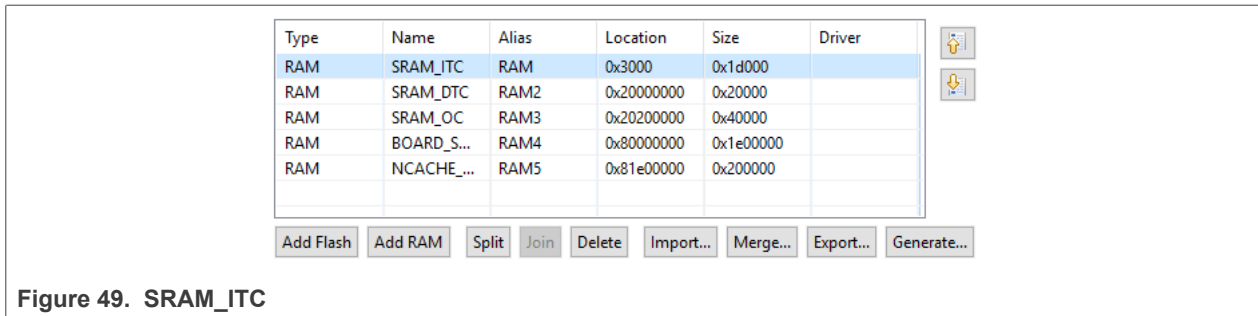 Type Name Alias Location Size Driver
RAM SRAM_ITC RAM 0x3000 0x1d000
RAM SRAM_DTC RAM2 0x20000000 0x20000
RAM SRAM_OC RAM3 0x20200000 0x40000
RAM BOARD_S... RAM4 0x80000000 0x1e00000
RAM NCACHE_... RAM5 0x81e00000 0x200000
Add Flash Add RAM Split Join Delete Import... Merge... Export... Generate...
Figure 49. SRAM_ITC